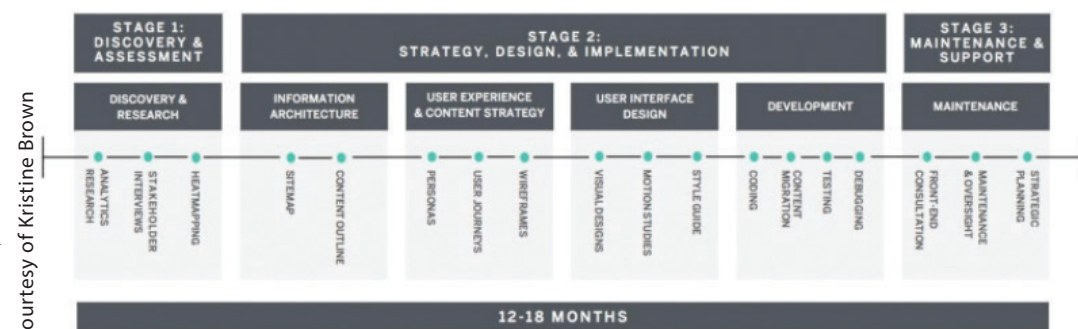 STAGE 1:
DISCOVERY &
ASSESSMENT
STAGE 2:
STRATEGY, DESIGN, & IMPLEMENTATION
STAGE 3:
MAINTENANCE &
SUPPORT
DISCOVERY &
RESEARCH
INFORMATION
ARCHITECTURE
USER EXPERIENCE
& CONTENT STRATEGY
USER INTERFACE
DESIGN
DEVELOPMENT
MAINTENANCE
ANALYTICS
RESEARCH
STAKEHOLDER
INTERVIEWS
HEATMAPPING
SITEMAP
CONTENT OUTLINE
PERSONAS
USER JOURNEYS
WIREFRAMES
VISUAL DESIGNS
MOTION STUDIES
STYLE GUIDE
CODING
CONTENT
MIGRATION
TESTING
DEBUGGING
FRONT-END
CONSULTATION
MAINTENANCE
& OVERSIGHT
STRATEGIC
PLANNING
12-18 MONTHS
ourtesy of Kristine Brown